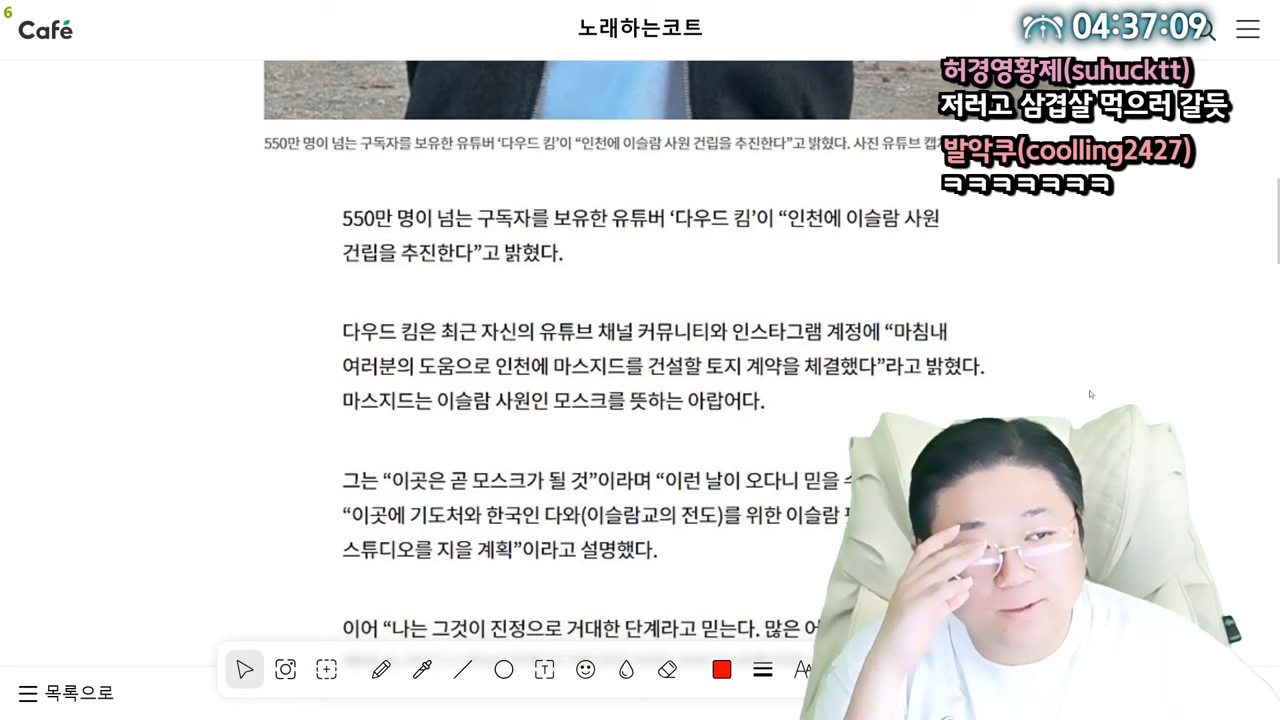 6
Café
노래하는코트
04:37:09
허경영황제(suhucktt)
저러고 삼겹살 먹으러 갈듯
발악쿠(coolling2427)
ㅋㅋㅋㅋㅋㅋㅋ
550만 명이 넘는 구독자를 보유한 유튜버 ‘다우드 킴’이 “인천에 이슬람 사원 건립을 추진한다”고 밝혔다. 사진 유튜브
550만 명이 넘는 구독자를 보유한 유튜버 ‘다우드 킴’이 “인천에 이슬람 사원
건립을 추진한다”고 밝혔다.
다우드 킴은 최근 자신의 유튜브 채널 커뮤니티와 인스타그램 계정에 “마침내
여러분의 도움으로 인천에 마스지드를 건설할 토지 계약을 체결했다”라고 밝혔다.
마스지드는 이슬람 사원인 모스크를 뜻하는 아랍어다.
그는 “이곳은 곧 모스크가 될 것”이라며 “이런 날이 오다니 믿을
“이곳에 기도처와 한국인 다와(이슬람교의 전도)를 위한 이슬람
스튜디오를 지을 계획”이라고 설명했다.
이어 “나는 그것이 진정으로 거대한 단계라고 믿는다. 많은
목록으로